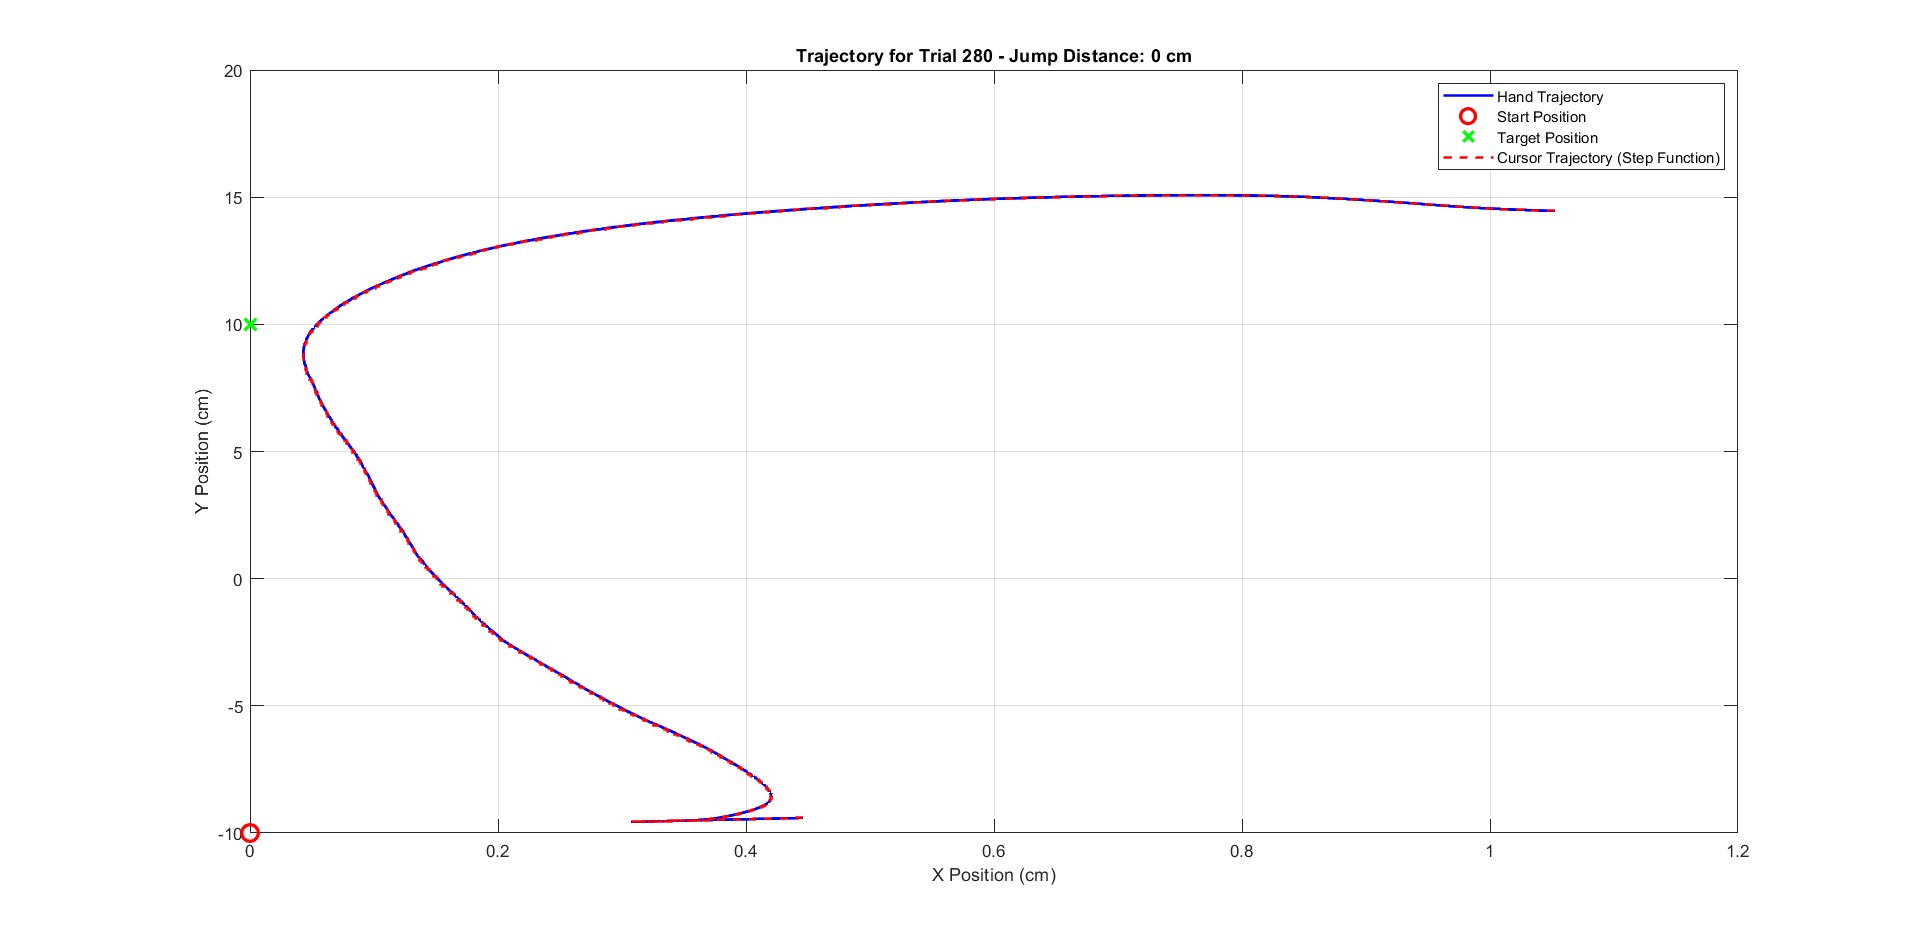 Trajectory for Trial 280 - Jump Distance: 0 cm
Hand Trajectory
Start Position
Target Position
Cursor Trajectory (Step Function)
20
15
10
5
0
-5
-10
Y Position (cm)
0
0.2
0.4
0.6
0.8
1
1.2
X Position (cm)